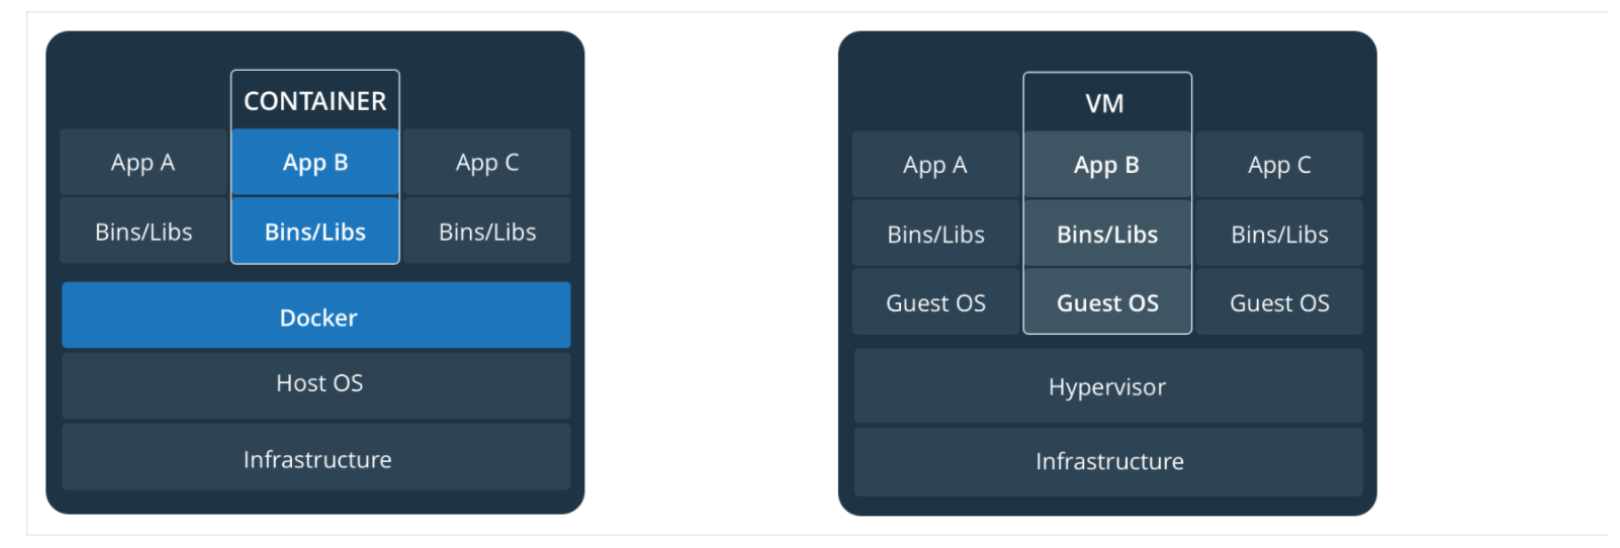 CONTAINER
App A App B App C
Bins/Libs Bins/Libs Bins/Libs
Docker
Host OS
Infrastructure
VM
App A App B App C
Bins/Libs Bins/Libs Bins/Libs
Guest OS Guest OS Guest OS
Hypervisor
Infrastructure